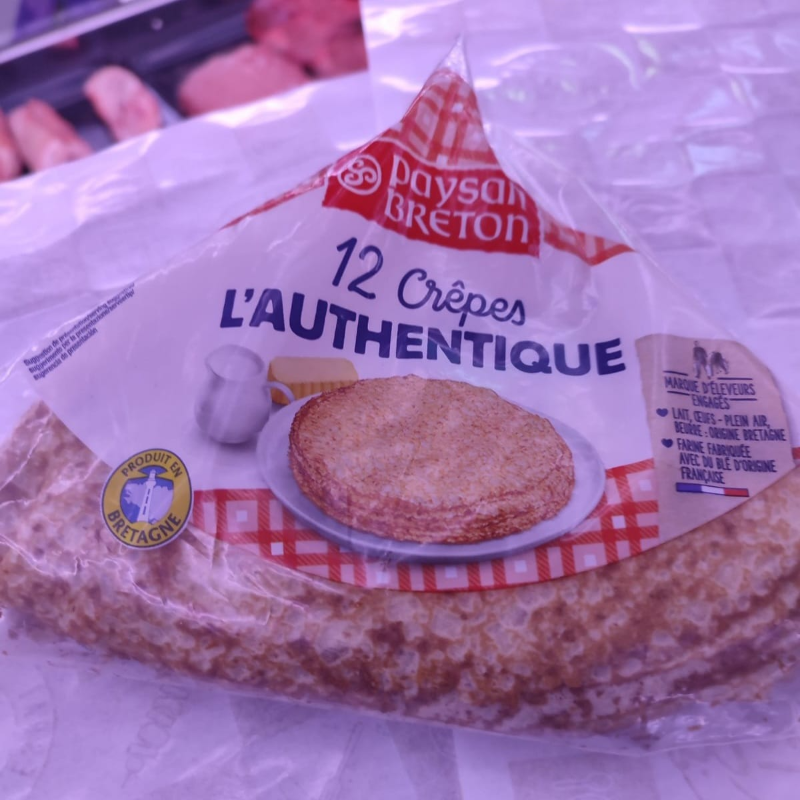 paysan
BRETON
12 Crêpes
L'AUTHENTIQUE
MARQUE D'ÉLEVEURS
ENGAGÉS
LAIT, ŒUFS - PLEIN AIR,
BEURRE : ORIGINE BRETAGNE
FARINE FABRIQUÉE
AVEC DU BLÉ D'ORIGINE
FRANÇAISE
PRODUIT EN
BRETAGNE